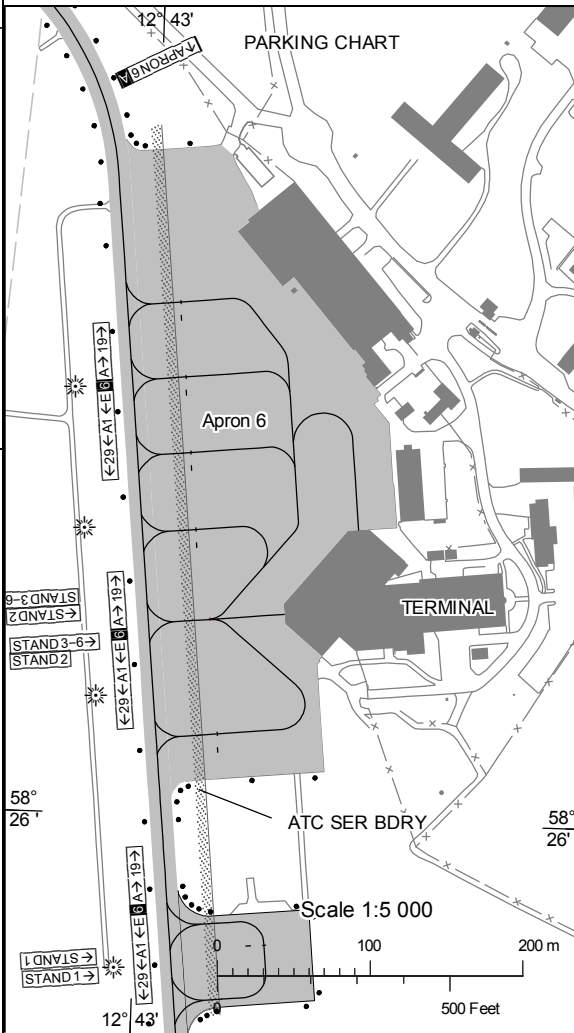 12° 43'
PARKING CHART
↑APRON 6 A
←29←A1←E 6 A→19→
Apron 6
STAND 3-6
←STAND 2
TERMINAL
STAND 3-6→
STAND 2
←29←A1←E 6 A→19→
58°
26 '
ATC SER BDRY
58°
26'
←29←A1←E 6 A→19→
Scale 1:5 000
←STAND 1
STAND 1←
0 100 200 m
0 500 Feet
12° 43'